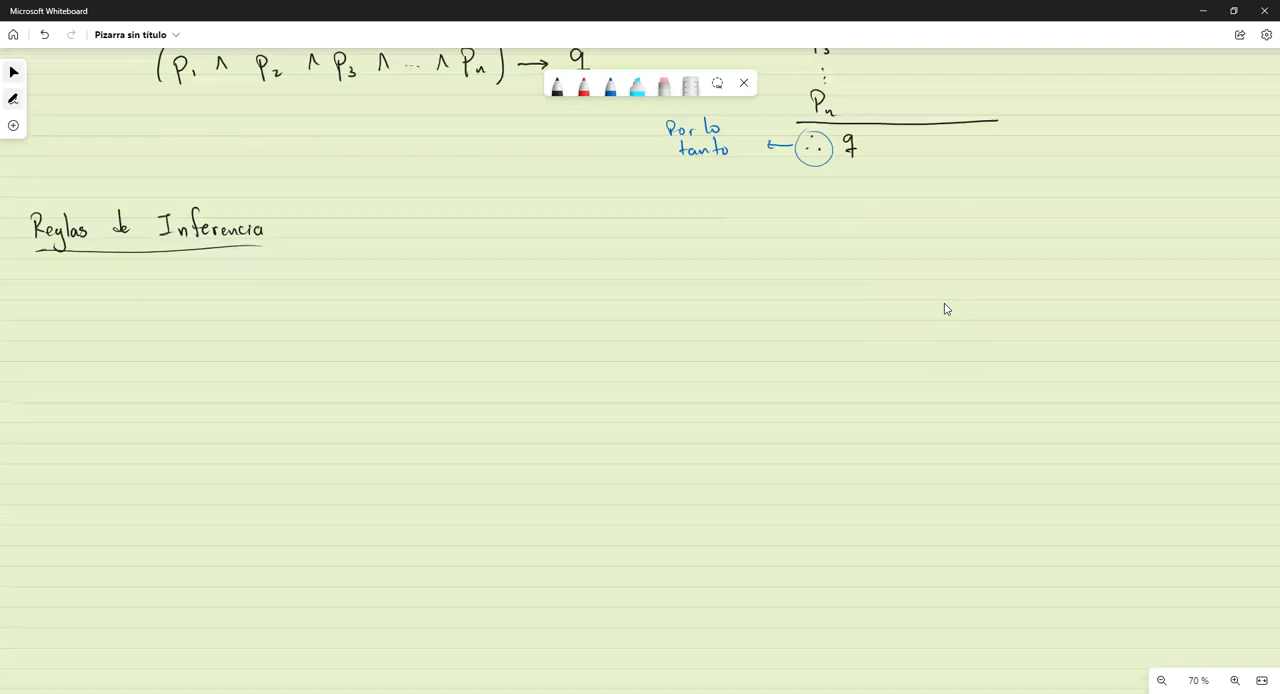 Microsoft Whiteboard
Pizarra sin título
(p₁ ∧ p₂ ∧ p₃ ∧ ... ∧ pₙ) → q
⋮
pₙ
Por lo
tanto
← ∴ q
Reglas de Inferencia
70 %